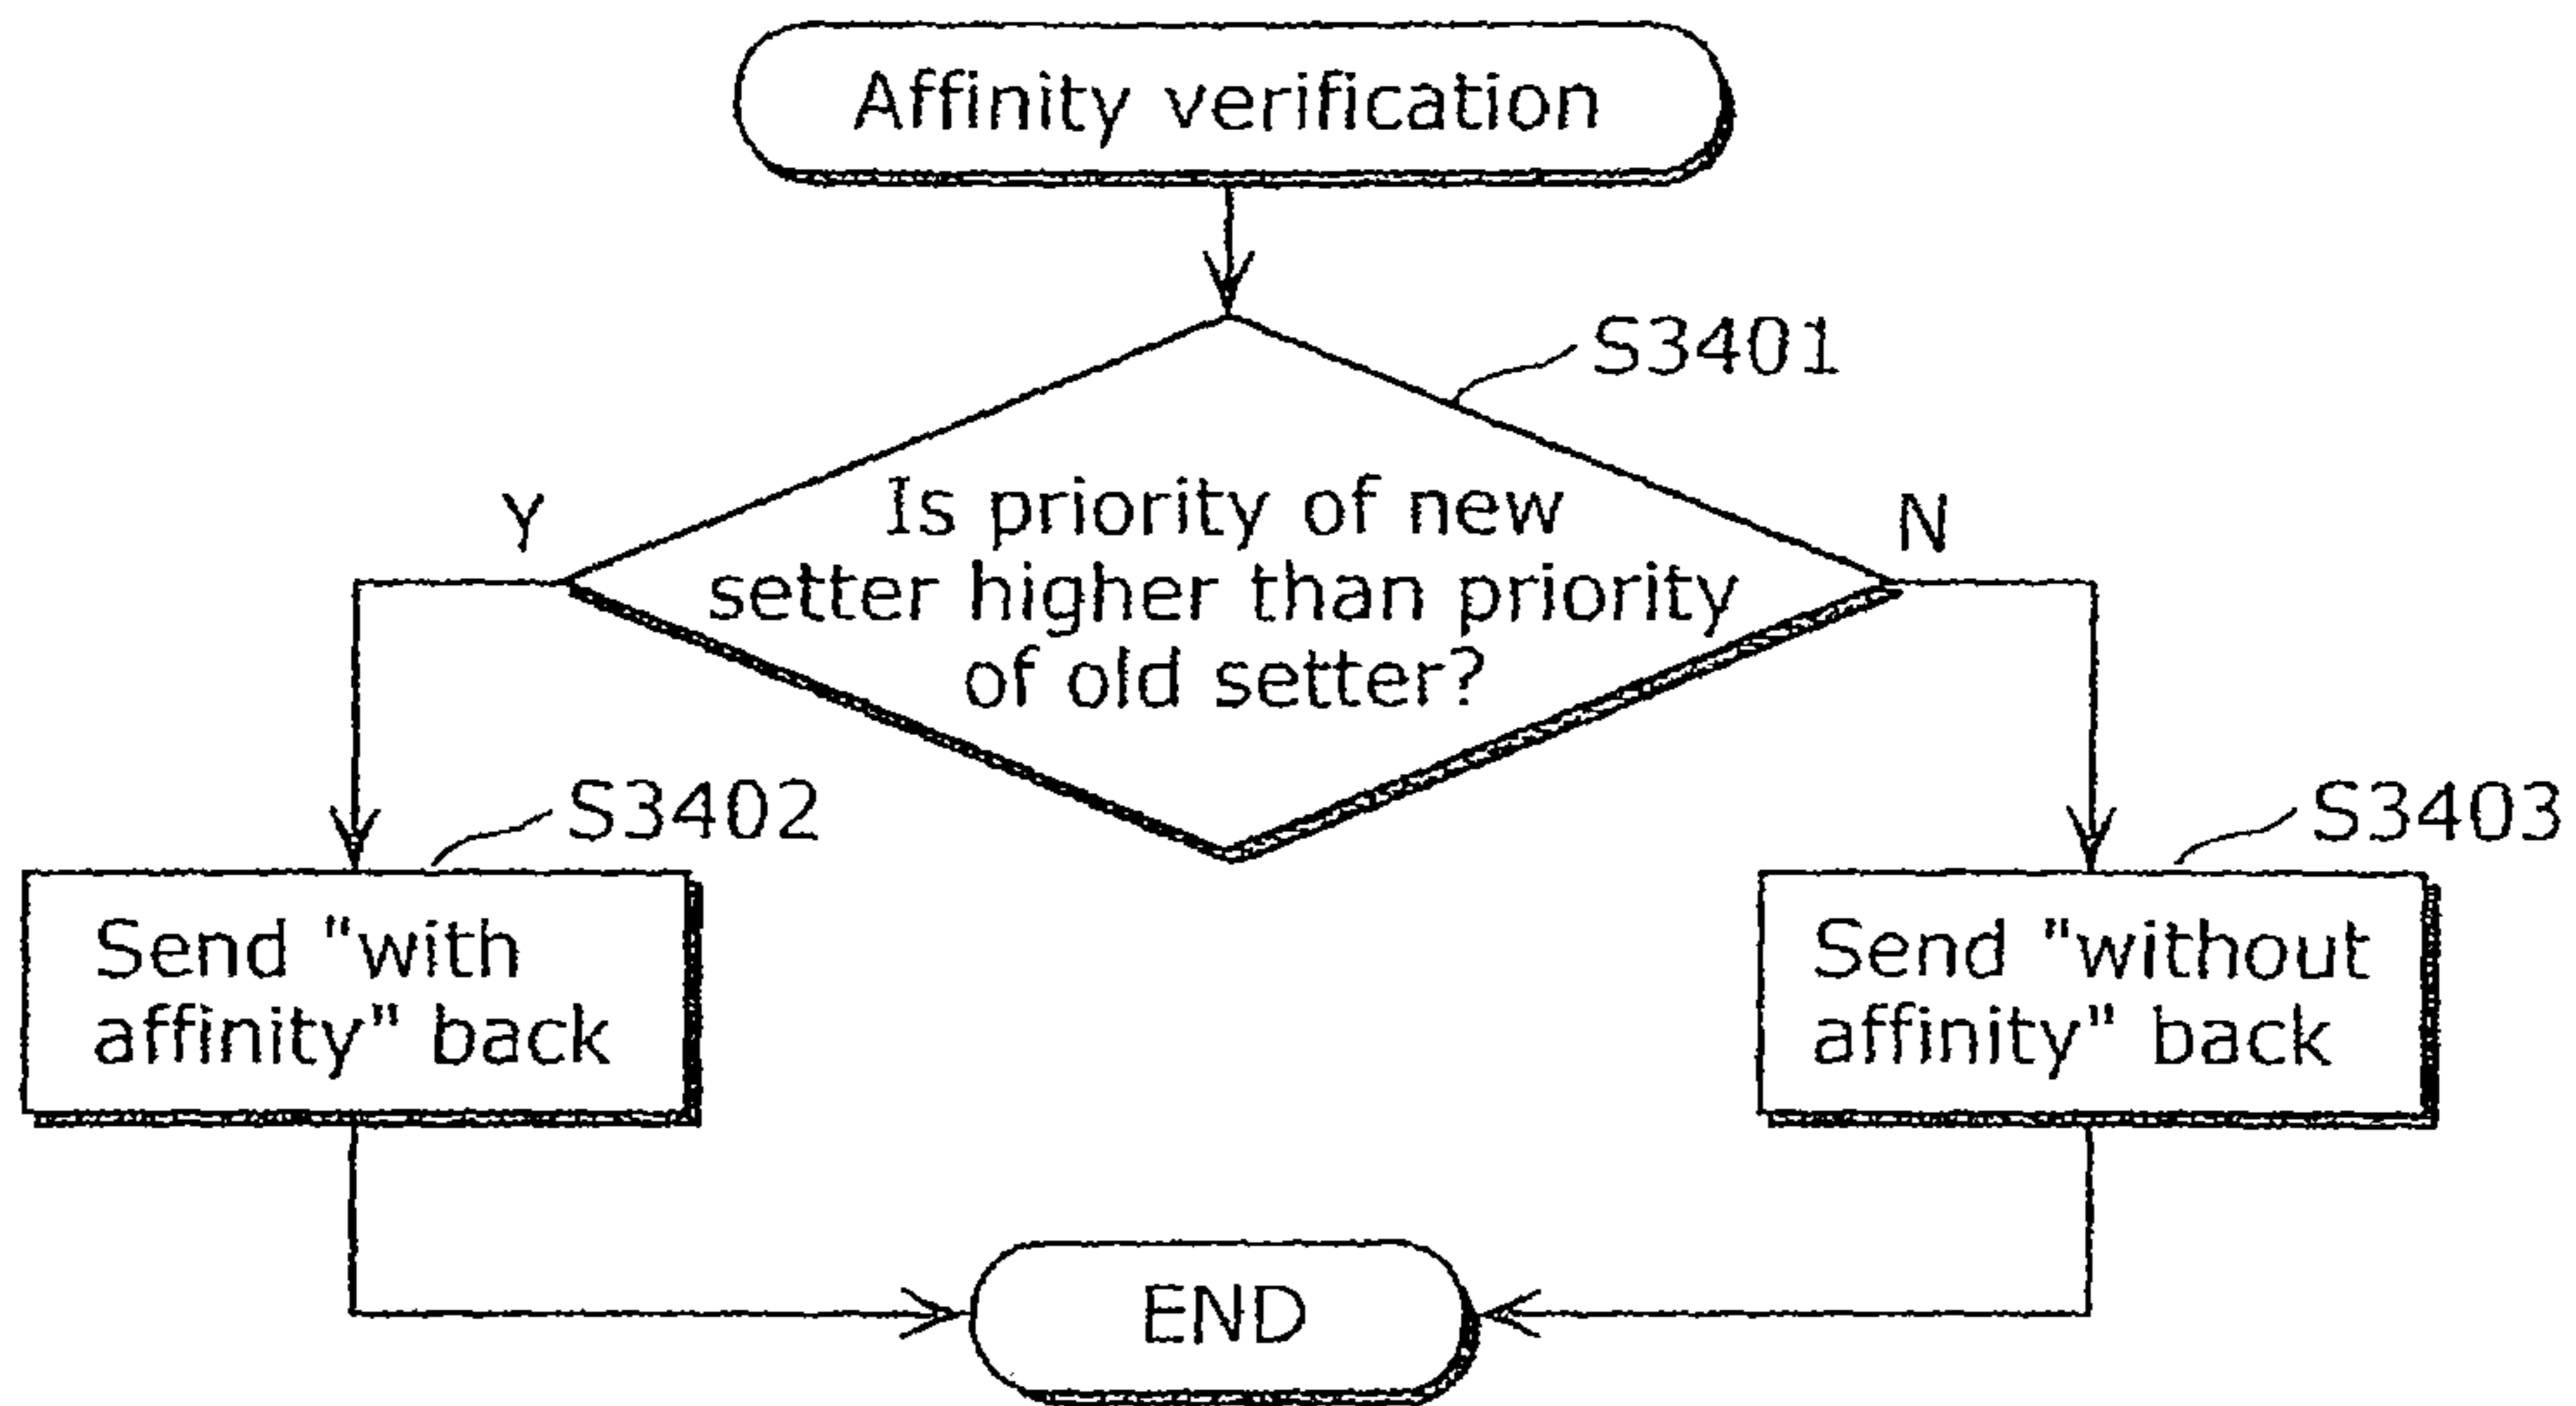 Affinity verification
S3401
Is priority of new
setter higher than priority
of old setter?
Y
N
S3402
Send "with
affinity" back
S3403
Send "without
affinity" back
END